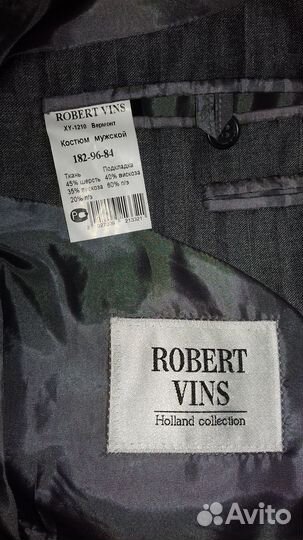 ROBERT VINS
XY-1210 Вермонт
Костюм мужской
182-96-84
Ткань Подкладка
45% шерсть 40% вискоза
35% вискоза 60% п/э
20% п/э
ROBERT
VINS
Holland collection
Avito